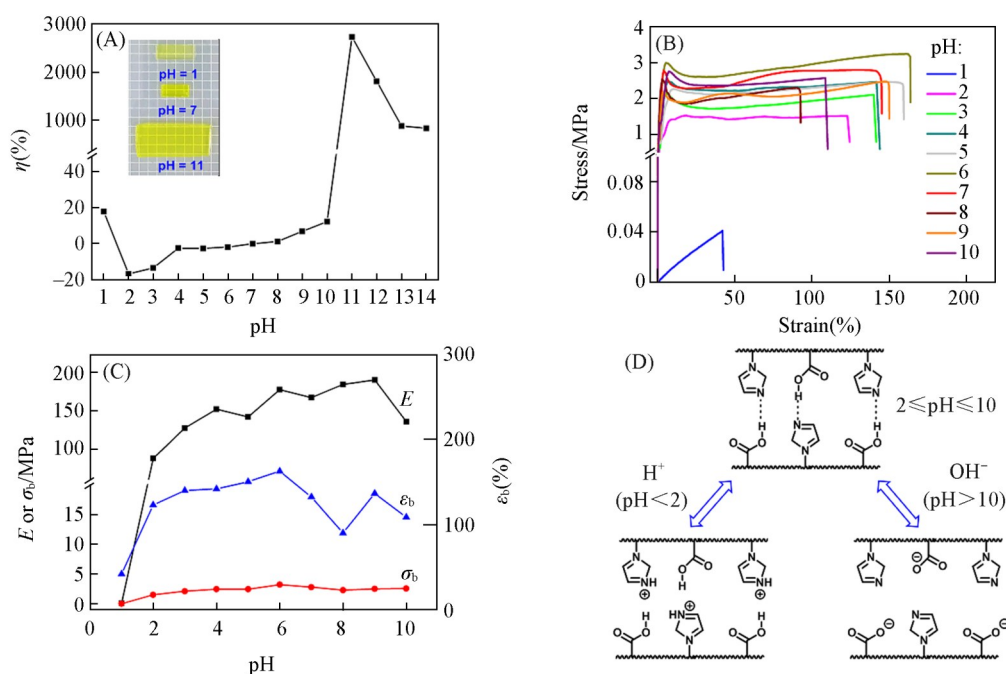 (A)
3000
2000
1000
20
0
−20
η(%)
pH = 1
pH = 7
pH = 11
1 2 3 4 5 6 7 8 9 10 11 12 13 14
pH
(B)
4
3
2
1
0.08
0.04
0
Stress/MPa
50 100 150 200
Strain(%)
pH:
1
2
3
4
5
6
7
8
9
10
(C)
200
150
100
15
10
5
0
E or σb/MPa
E
εb
σb
300
200
100
0
εb(%)
0 2 4 6 8 10
pH
(D)
N
N
O
H
O
N
N
H
O
O
N
N
H
O
O
2≤pH≤10
H⁺
(pH<2)
OH⁻
(pH>10)
N
NH
⊕
O
O
H
N
NH
⊕
H
O
O
HN
⊕
N
H
O
O
N
N
⊖
O
O
N
N
O
O
⊖
N
N
O
O
⊖